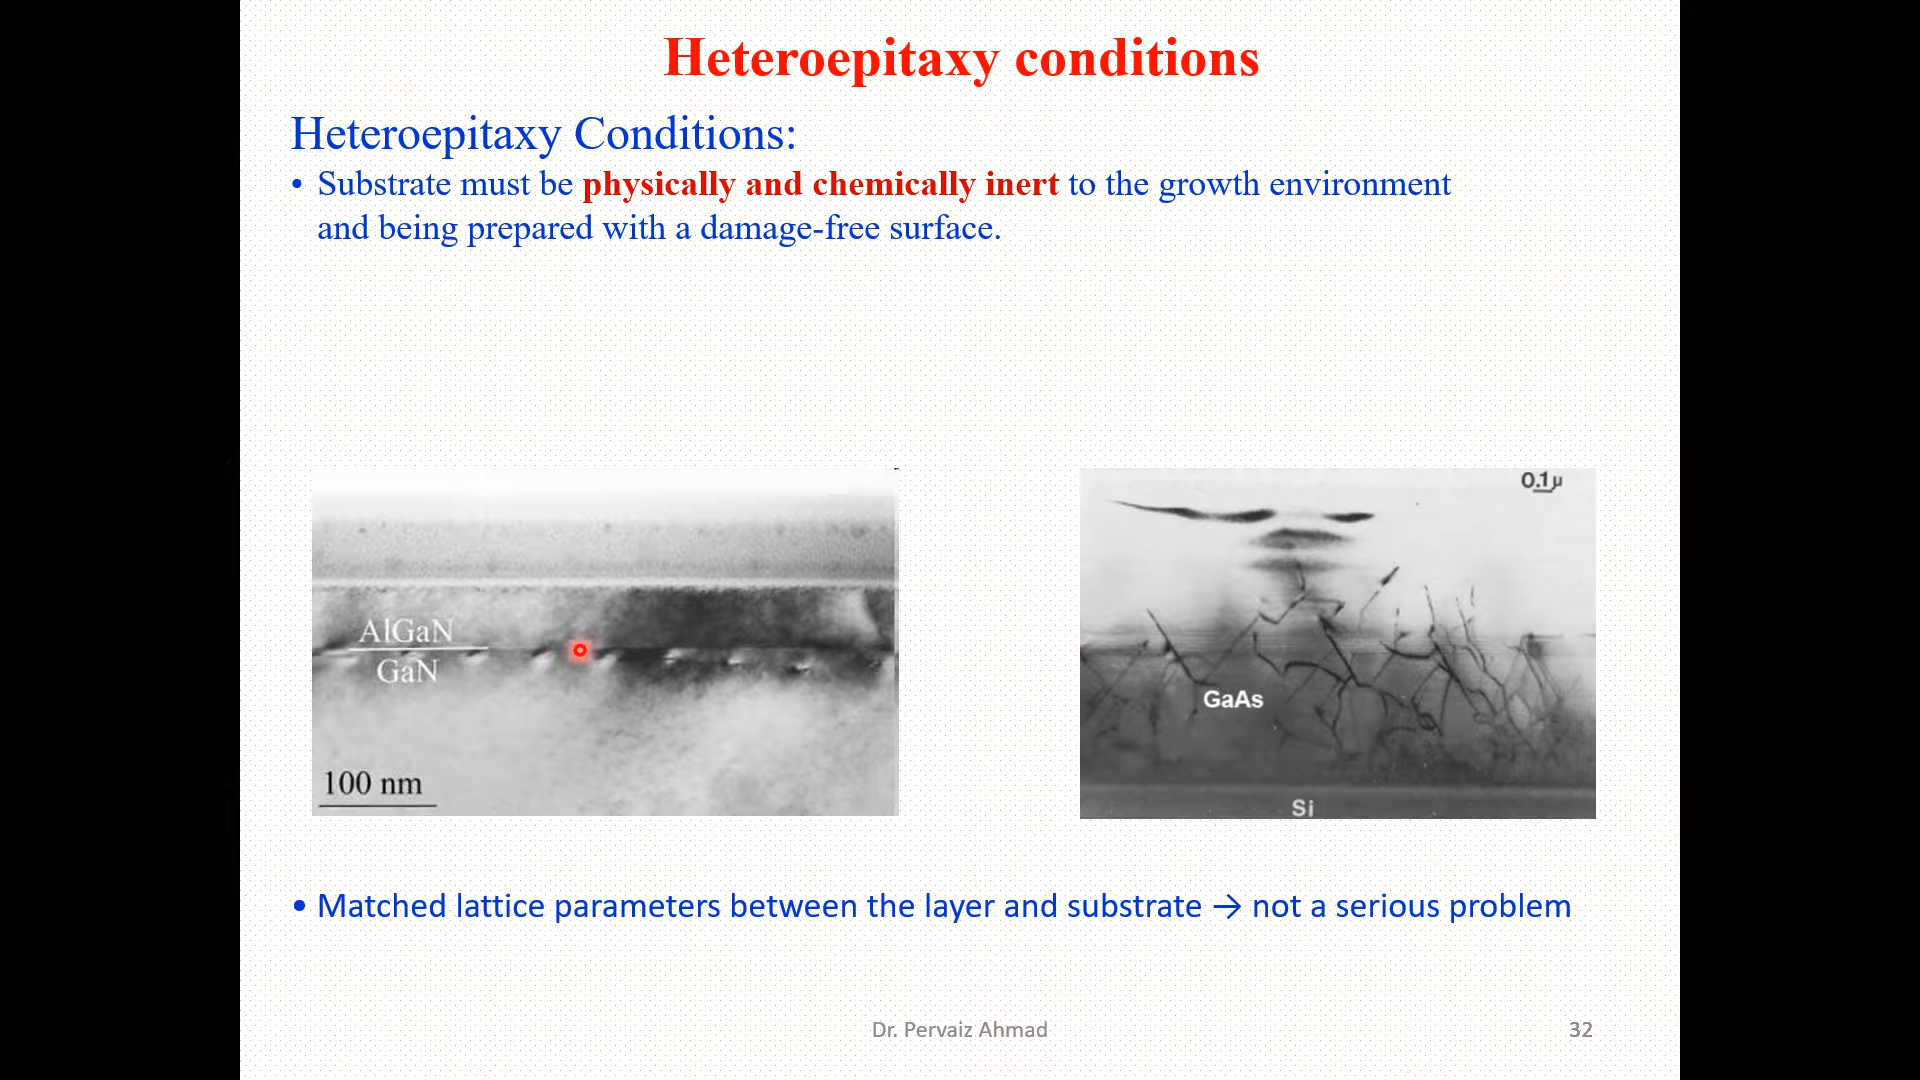 Heteroepitaxy conditions
Heteroepitaxy Conditions:
• Substrate must be physically and chemically inert to the growth environment
and being prepared with a damage-free surface.
AlGaN
GaN
100 nm
0.1μ
GaAs
Si
• Matched lattice parameters between the layer and substrate → not a serious problem
Dr. Pervaiz Ahmad
32